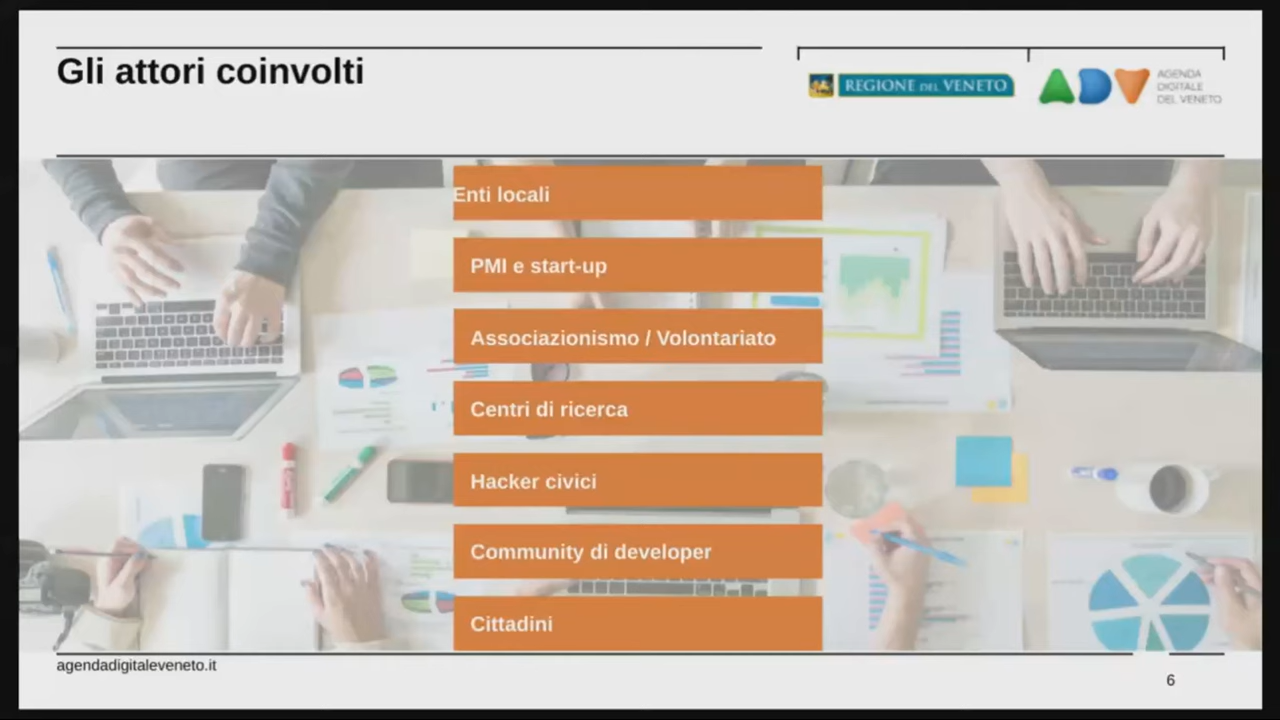 Gli attori coinvolti
REGIONE DEL VENETO
ADV
AGENDA
DIGITALE
DEL VENETO
Enti locali
PMI e start-up
Associazionismo / Volontariato
Centri di ricerca
Hacker civici
Community di developer
Cittadini
agendadigitaleveneto.it
6